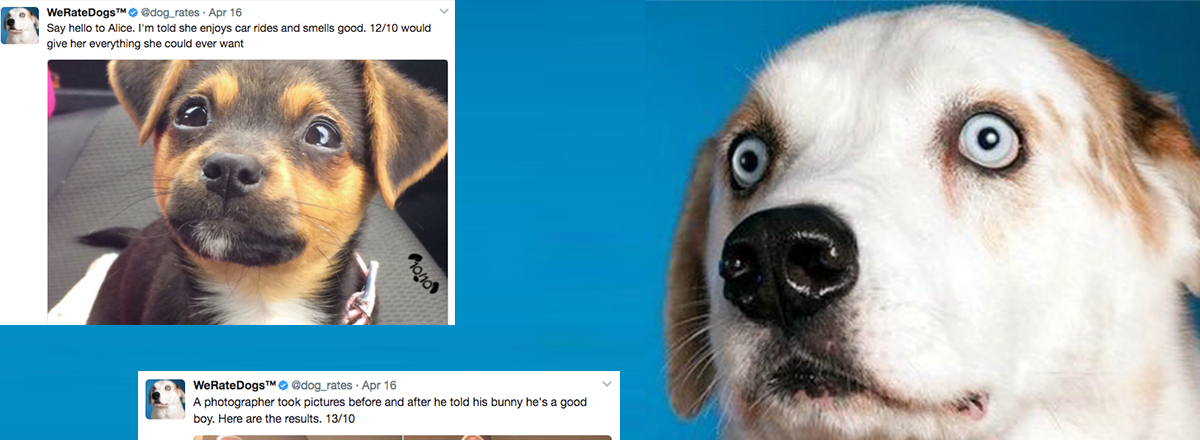 WeRateDogs™ @dog_rates · Apr 16
Say hello to Alice. I'm told she enjoys car rides and smells good. 12/10 would
give her everything she could ever want
10/10
WeRateDogs™ @dog_rates · Apr 16
A photographer took pictures before and after he told his bunny he's a good
boy. Here are the results. 13/10